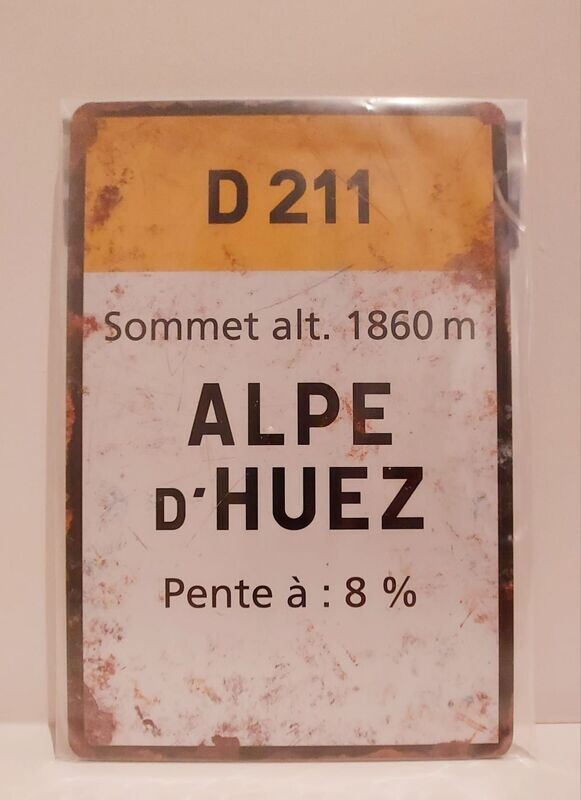 D 211
Sommet alt. 1860 m
ALPE
D'HUEZ
Pente à : 8 %